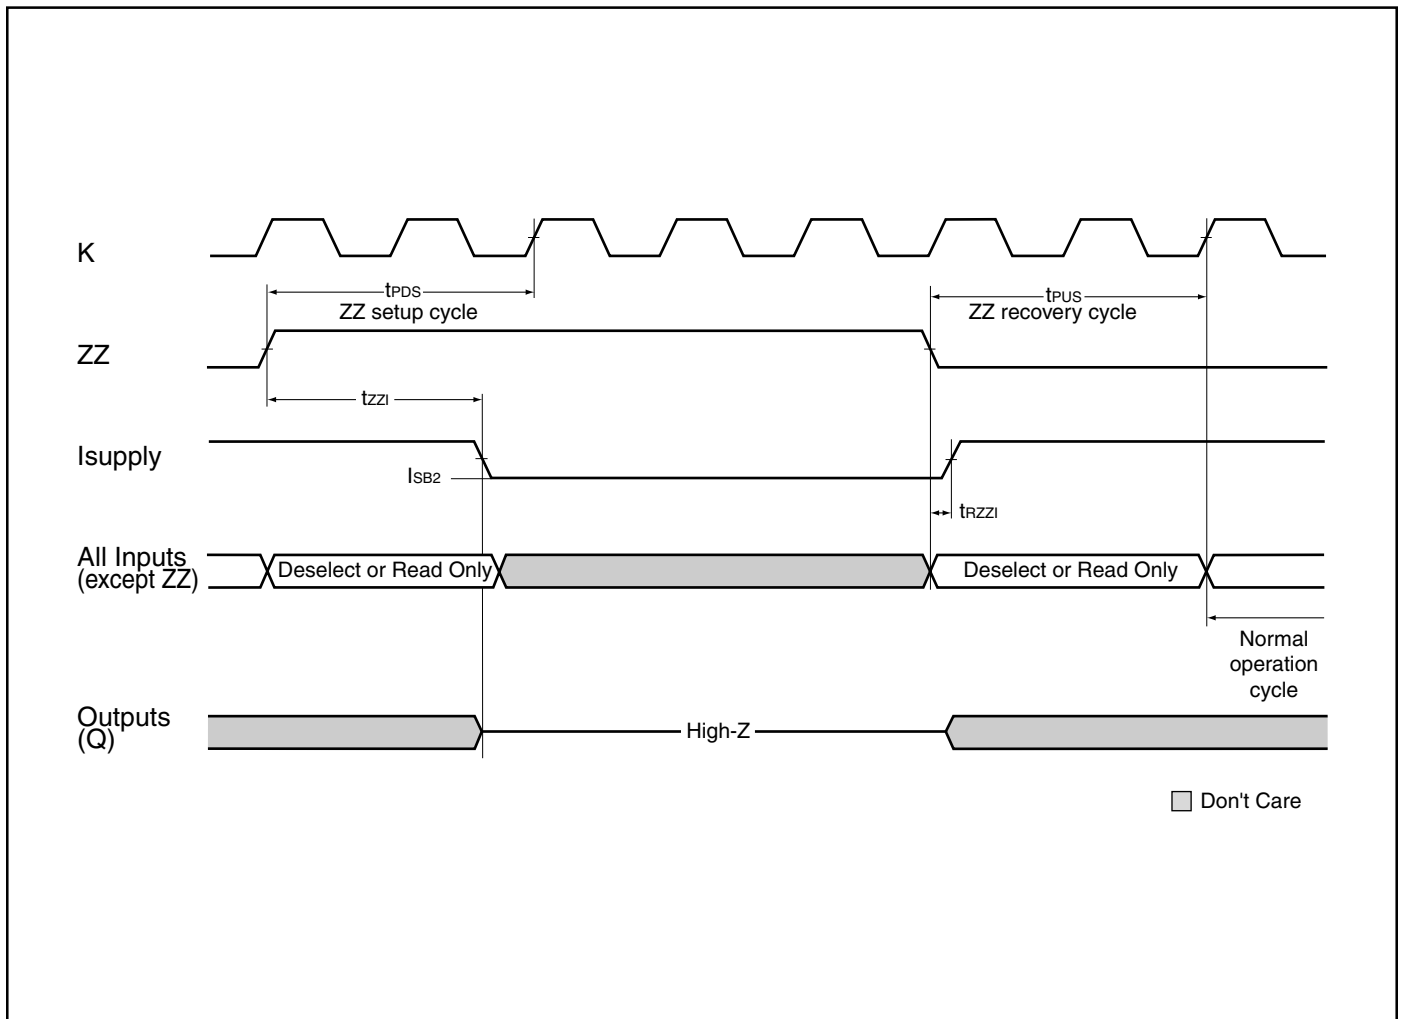 K
tPDS
ZZ setup cycle
tPUS
ZZ recovery cycle
ZZ
tZZI
Isupply
ISB2
tRZZI
All Inputs
(except ZZ)
Deselect or Read Only
Deselect or Read Only
Normal
operation
cycle
Outputs
(Q)
High-Z
Don't Care